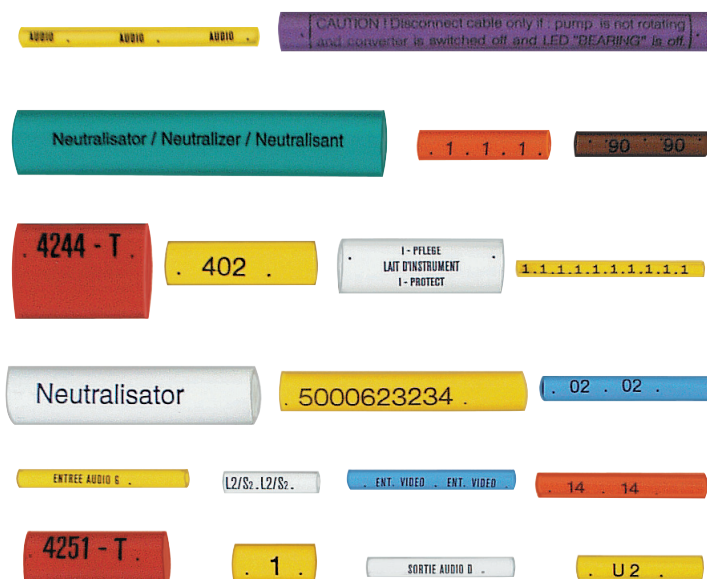 AUDIO . AUDIO . AUDIO .
. CAUTION ! Disconnect cable only if : pump is not rotating .
and converter is switched off and LED "BEARING" is off.
Neutralisator / Neutralizer / Neutralisant
. 1 . 1 . 1 .
. 90 . 90 .
. 4244 - T .
. 402 .
. I - PFLEGE .
LAIT D'INSTRUMENT
I - PROTECT
1.1.1.1.1.1.1.1.1.1
Neutralisator
. 5000623234 .
. 02 . 02 .
ENTREE AUDIO G .
L2/S2.L2/S2.
. ENT. VIDEO . ENT. VIDEO .
. 14 . 14 .
. 4251 - T .
. 1 .
SORTIE AUDIO D .
. U 2 .